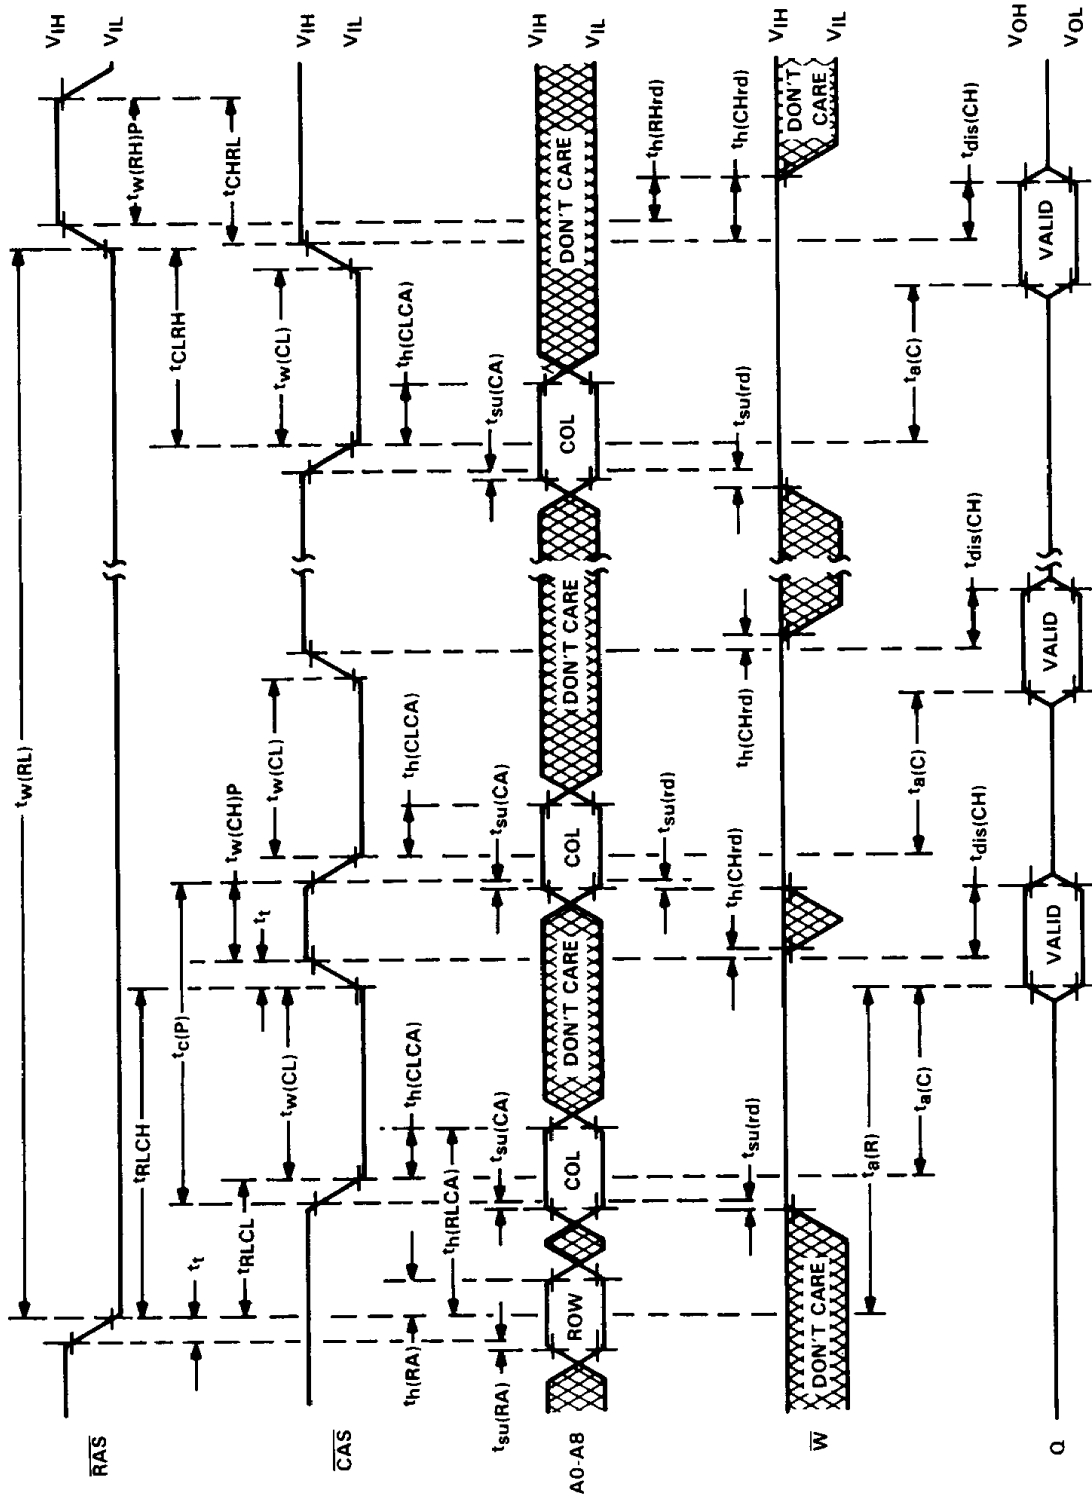 tw(RL)
R̅A̅S̅
VIH
VIL
tRLCH
tCLRH
tw(RH)P
tt
tc(P)
tw(CH)P
tCHRL
tRLCL
tt
tw(CL)
tw(CL)
tw(CL)
C̅A̅S̅
VIH
VIL
th(RA)
th(CLCA)
th(CLCA)
th(CLCA)
th(RLCA)
tsu(RA)
tsu(CA)
tsu(CA)
tsu(CA)
A0-A8
ROW
COL
DON'T CARE
COL
DON'T CARE
COL
DON'T CARE
VIH
VIL
tsu(rd)
th(CHrd)
tsu(rd)
th(CHrd)
tsu(rd)
th(RHrd)
th(CHrd)
W̅
DON'T CARE
DON'T
CARE
VIH
VIL
ta(R)
ta(C)
ta(C)
ta(C)
tdis(CH)
tdis(CH)
tdis(CH)
Q
VALID
VALID
VALID
VOH
VOL